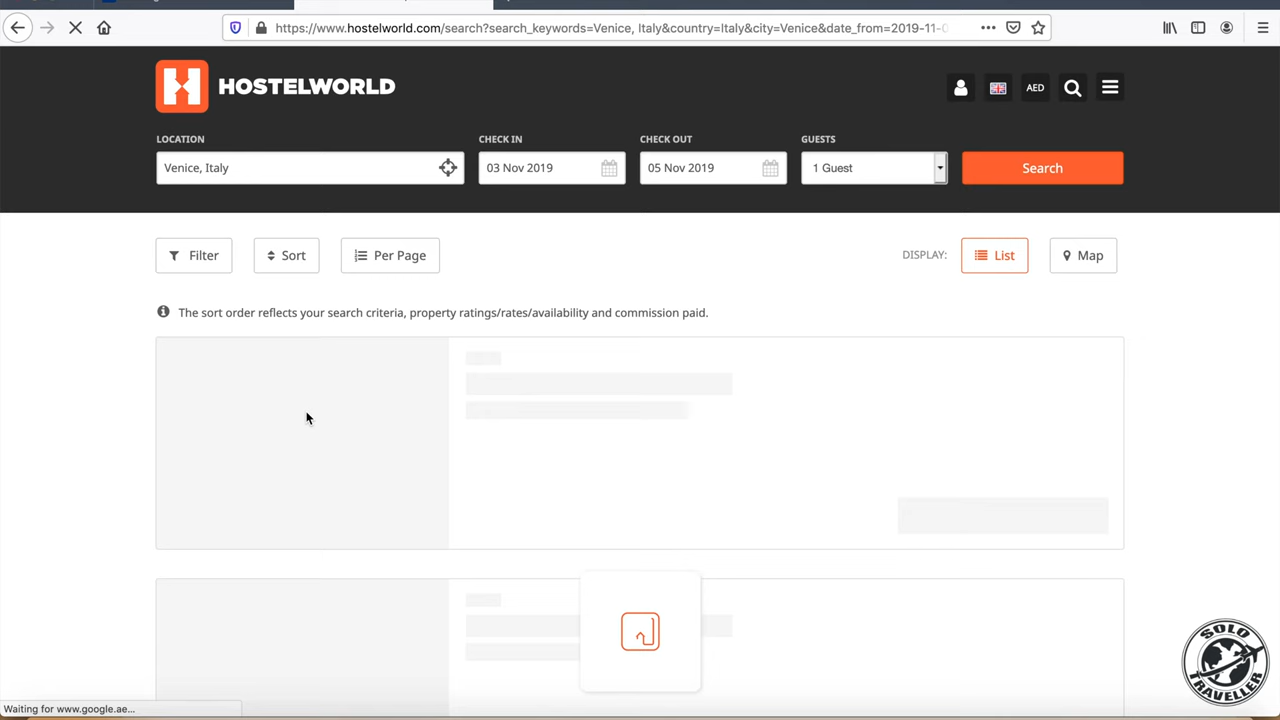 https://www.hostelworld.com/search?search_keywords=Venice, Italy&country=Italy&city=Venice&date_from=2019-11-0
HOSTELWORLD
AED
LOCATION CHECK IN CHECK OUT GUESTS
Venice, Italy 03 Nov 2019 05 Nov 2019 1 Guest Search
Filter Sort Per Page DISPLAY: List Map
The sort order reflects your search criteria, property ratings/rates/availability and commission paid.
SOLO
TRAVELLER
Waiting for www.google.ae...